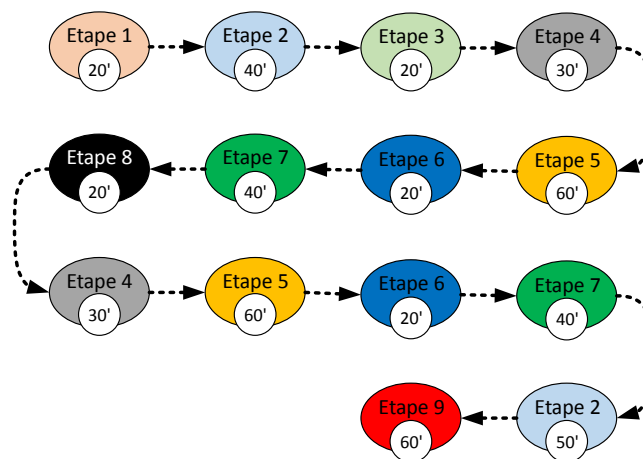 Etape 1
20'
Etape 2
40'
Etape 3
20'
Etape 4
30'
Etape 8
20'
Etape 7
40'
Etape 6
20'
Etape 5
60'
Etape 4
30'
Etape 5
60'
Etape 6
20'
Etape 7
40'
Etape 9
60'
Etape 2
50'